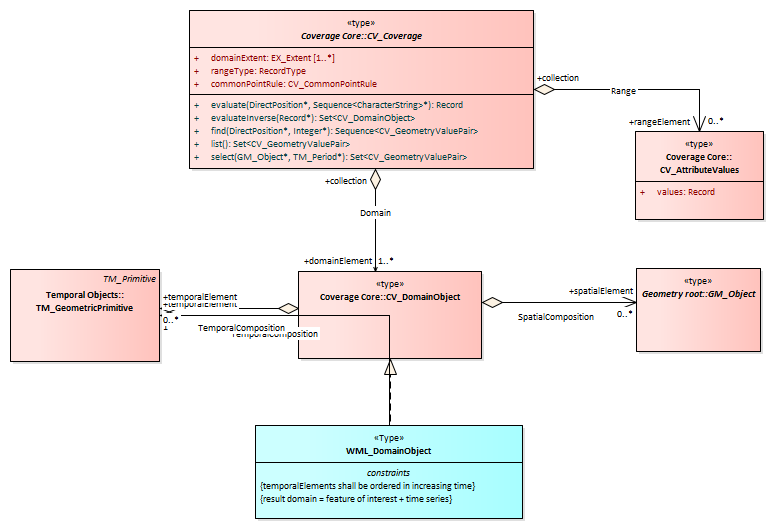 «type»
Coverage Core::CV_Coverage
+ domainExtent: EX_Extent [1..*]
+ rangeType: RecordType
+ commonPointRule: CV_CommonPointRule
+ evaluate(DirectPosition*, Sequence<CharacterString>*): Record
+ evaluateInverse(Record*): Set<CV_DomainObject>
+ find(DirectPosition*, Integer*): Sequence<CV_GeometryValuePair>
+ list(): Set<CV_GeometryValuePair>
+ select(GM_Object*, TM_Period*): Set<CV_GeometryValuePair>
+collection
Range
+rangeElement
0..*
«type»
Coverage Core::
CV_AttributeValues
+ values: Record
+collection
Domain
+domainElement
1..*
TM_Primitive
Temporal Objects::
TM_GeometricPrimitive
+temporalElement
+temporalElement
0..*
1
TemporalComposition
TemporalComposition
«type»
Coverage Core::CV_DomainObject
+spatialElement
SpatialComposition
0..*
«type»
Geometry root::GM_Object
«Type»
WML_DomainObject
constraints
{temporalElements shall be ordered in increasing time}
{result domain = feature of interest + time series}